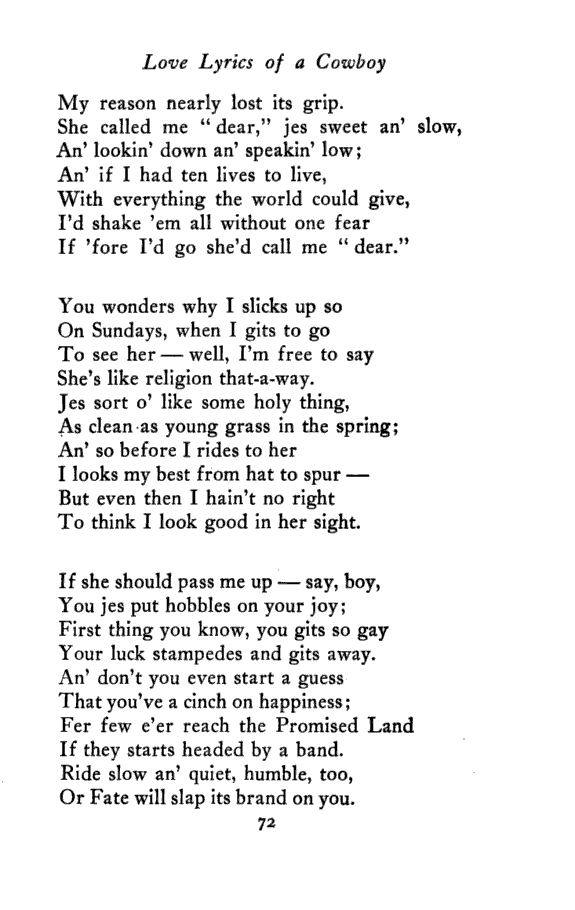 Love Lyrics of a Cowboy
My reason nearly lost its grip.
She called me " dear," jes sweet an' slow,
An' lookin' down an' speakin' low;
An' if I had ten lives to live,
With everything the world could give,
I'd shake 'em all without one fear
If 'fore I'd go she'd call me " dear."
You wonders why I slicks up so
On Sundays, when I gits to go
To see her — well, I'm free to say
She's like religion that-a-way.
Jes sort o' like some holy thing,
As clean as young grass in the spring;
An' so before I rides to her
I looks my best from hat to spur —
But even then I hain't no right
To think I look good in her sight.
If she should pass me up — say, boy,
You jes put hobbles on your joy;
First thing you know, you gits so gay
Your luck stampedes and gits away.
An' don't you even start a guess
That you've a cinch on happiness;
Fer few e'er reach the Promised Land
If they starts headed by a band.
Ride slow an' quiet, humble, too,
Or Fate will slap its brand on you.
72